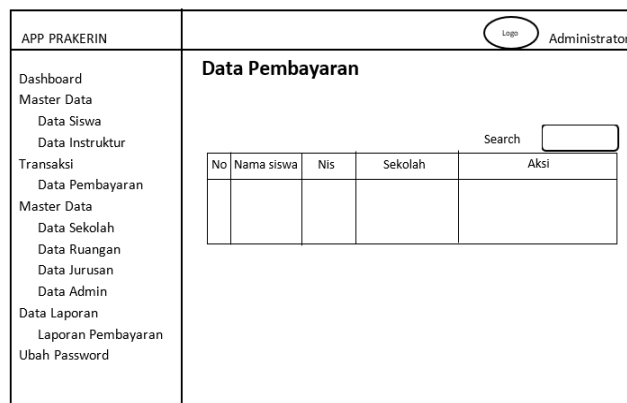 APP PRAKERIN
Logo
Administrator
Dashboard
Master Data
Data Siswa
Data Instruktur
Transaksi
Data Pembayaran
Master Data
Data Sekolah
Data Ruangan
Data Jurusan
Data Admin
Data Laporan
Laporan Pembayaran
Ubah Password
Data Pembayaran
Search
No Nama siswa Nis Sekolah Aksi